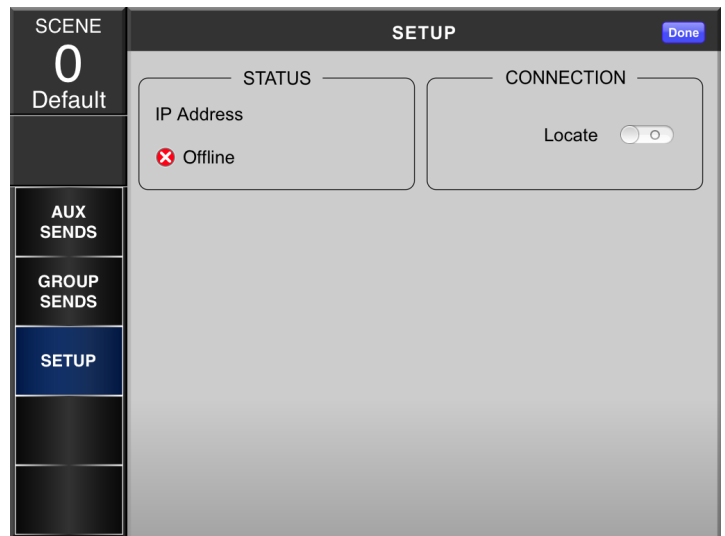 SCENE
0
Default
SETUP
Done
STATUS
IP Address
Offline
CONNECTION
Locate
AUX
SENDS
GROUP
SENDS
SETUP